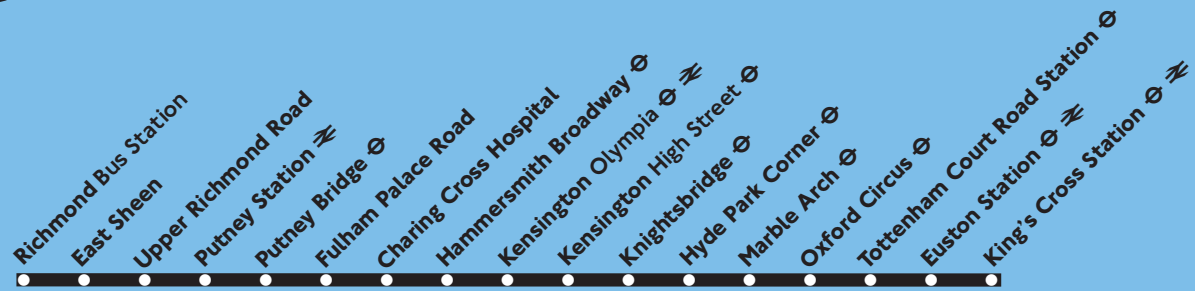 Richmond Bus Station
East Sheen
Upper Richmond Road
Putney Station
Putney Bridge
Fulham Palace Road
Charing Cross Hospital
Hammersmith Broadway
Kensington Olympia
Kensington High Street
Knightsbridge
Hyde Park Corner
Marble Arch
Oxford Circus
Tottenham Court Road Station
Euston Station
King's Cross Station